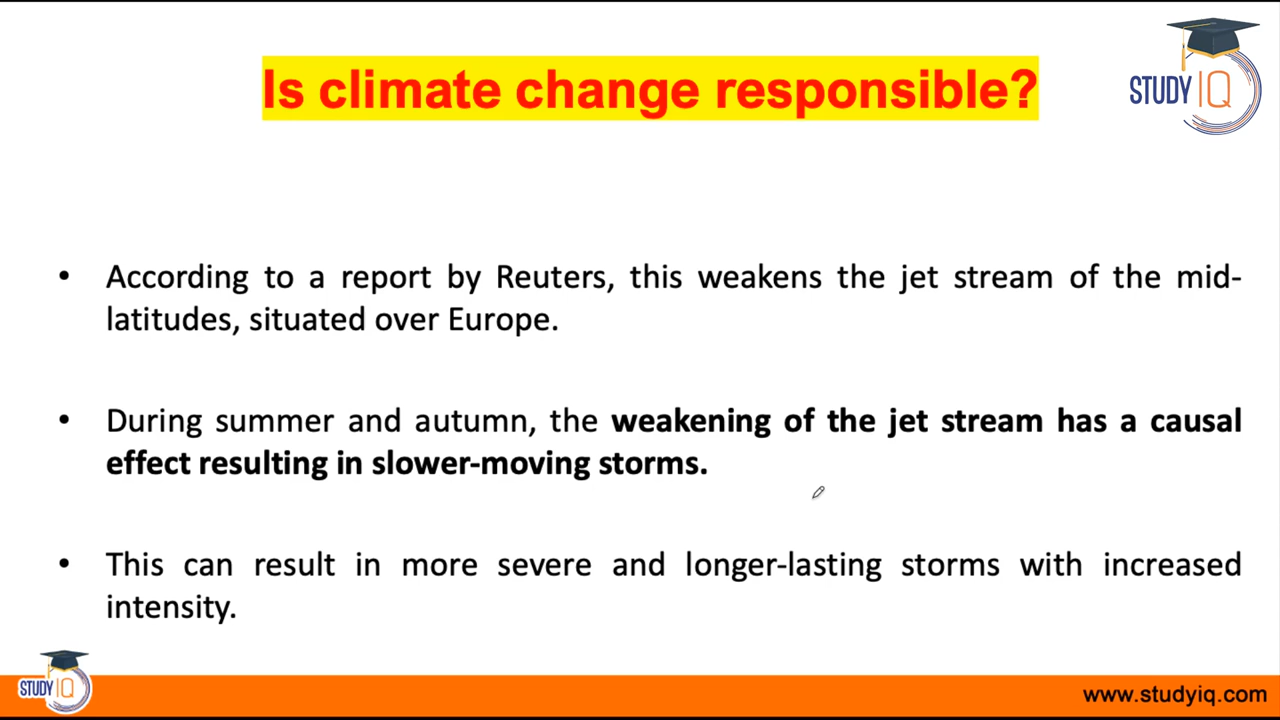 Is climate change responsible?
STUDY IQ
• According to a report by Reuters, this weakens the jet stream of the mid-
latitudes, situated over Europe.
• During summer and autumn, the weakening of the jet stream has a causal
effect resulting in slower-moving storms.
• This can result in more severe and longer-lasting storms with increased
intensity.
STUDY IQ
www.studyiq.com